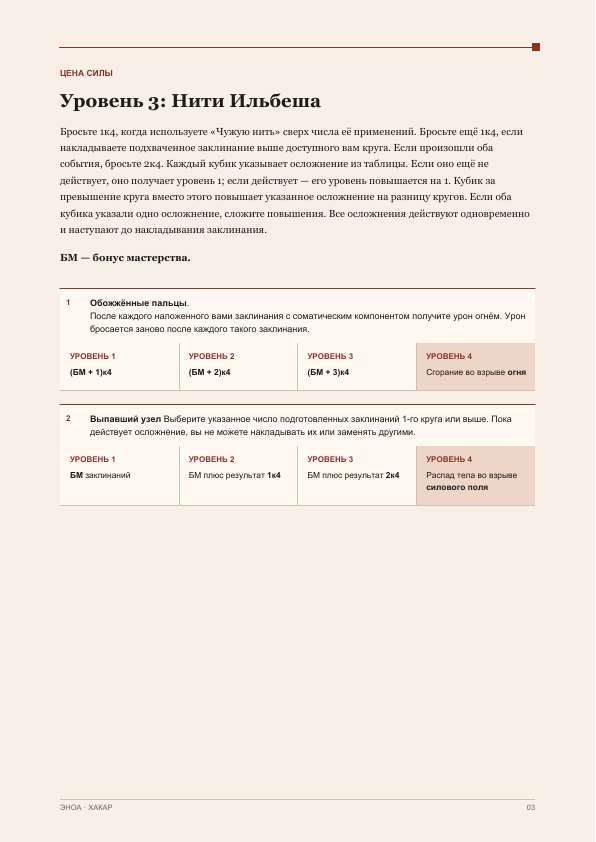 ЦЕНА СИЛЫ
Уровень 3: Нити Ильбеша
Бросьте 1к4, когда используете «Чужую нить» сверх числа её применений. Бросьте ещё 1к4, если
накладываете подхваченное заклинание выше доступного вам круга. Если произошли оба
события, бросьте 2к4. Каждый кубик указывает осложнение из таблицы. Если оно ещё не
действует, оно получает уровень 1; если действует — его уровень повышается на 1. Кубик за
превышение круга вместо этого повышает указанное осложнение на разницу кругов. Если оба
кубика указали одно осложнение, сложите повышения. Все осложнения действуют одновременно
и наступают до накладывания заклинания.
БМ — бонус мастерства.
1 Обожжённые пальцы.
После каждого наложенного вами заклинания с соматическим компонентом получите урон огнём. Урон
бросается заново после каждого такого заклинания.
УРОВЕНЬ 1 УРОВЕНЬ 2 УРОВЕНЬ 3 УРОВЕНЬ 4
(БМ + 1)к4 (БМ + 2)к4 (БМ + 3)к4 Сгорание во взрыве огня
2 Выпавший узел Выберите указанное число подготовленных заклинаний 1-го круга или выше. Пока
действует осложнение, вы не можете накладывать их или заменять другими.
УРОВЕНЬ 1 УРОВЕНЬ 2 УРОВЕНЬ 3 УРОВЕНЬ 4
БМ заклинаний БМ плюс результат 1к4 БМ плюс результат 2к4 Распад тела во взрыве
силового поля
ЭНОА · ХАКАР 03